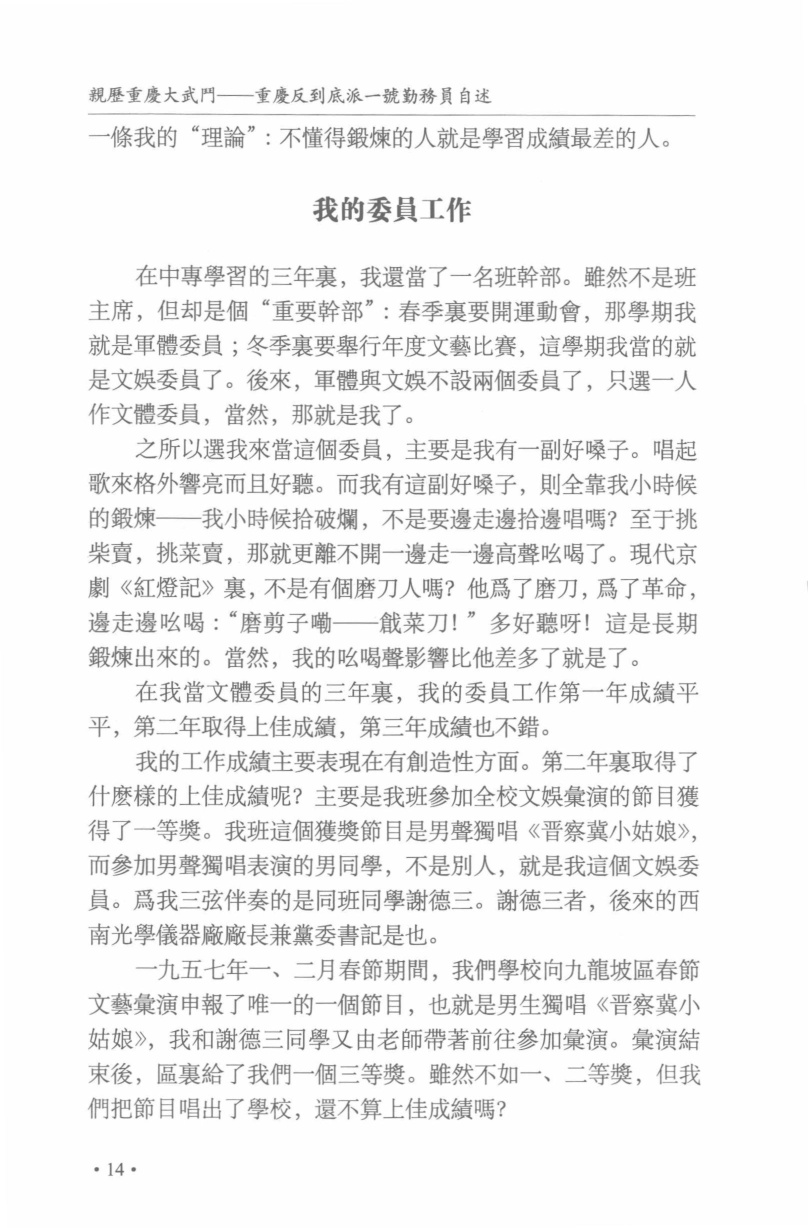 親歷重慶大武鬥——重慶反到底派一號勤務員自述
一條我的“理論”：不懂得鍛煉的人就是學習成績最差的人。
我的委員工作
在中專學習的三年裏，我還當了一名班幹部。雖然不是班
主席，但却是個“重要幹部”：春季裏要開運動會，那學期我
就是軍體委員；冬季裏要舉行年度文藝比賽，這學期我當的就
是文娛委員了。後來，軍體與文娛不設兩個委員了，只選一人
作文體委員，當然，那就是我了。
之所以選我來當這個委員，主要是我有一副好嗓子。唱起
歌來格外響亮而且好聽。而我有這副好嗓子，則全靠我小時候
的鍛煉——我小時候拾破爛，不是要邊走邊拾邊唱嗎？至于挑
柴賣，挑菜賣，那就更離不開一邊走一邊高聲吆喝了。現代京
劇《紅燈記》裏，不是有個磨刀人嗎？他爲了磨刀，爲了革命，
邊走邊吆喝：“磨剪子嘞——戧菜刀！”多好聽呀！這是長期
鍛煉出來的。當然，我的吆喝聲影響比他差多了就是了。
在我當文體委員的三年裏，我的委員工作第一年成績平
平，第二年取得上佳成績，第三年成績也不錯。
我的工作成績主要表現在有創造性方面。第二年裏取得了
什麽樣的上佳成績呢？主要是我班參加全校文娛彙演的節目獲
得了一等獎。我班這個獲獎節目是男聲獨唱《晋察冀小姑娘》，
而參加男聲獨唱表演的男同學，不是別人，就是我這個文娛委
員。爲我三弦伴奏的是同班同學謝德三。謝德三者，後來的西
南光學儀器廠廠長兼黨委書記是也。
一九五七年一、二月春節期間，我們學校向九龍坡區春節
文藝彙演申報了唯一的一個節目，也就是男生獨唱《晋察冀小
姑娘》，我和謝德三同學又由老師帶著前往參加彙演。彙演結
束後，區裏給了我們一個三等獎。雖然不如一、二等獎，但我
們把節目唱出了學校，還不算上佳成績嗎？
·14·